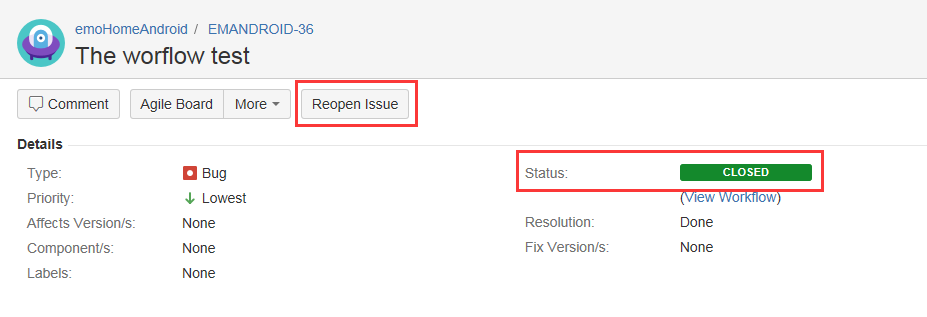 emoHomeAndroid / EMANDROID-36
The worflow test
Comment Agile Board More Reopen Issue
Details
Type: Bug Status: CLOSED
Priority: Lowest (View Workflow)
Affects Version/s: None Resolution: Done
Component/s: None Fix Version/s: None
Labels: None